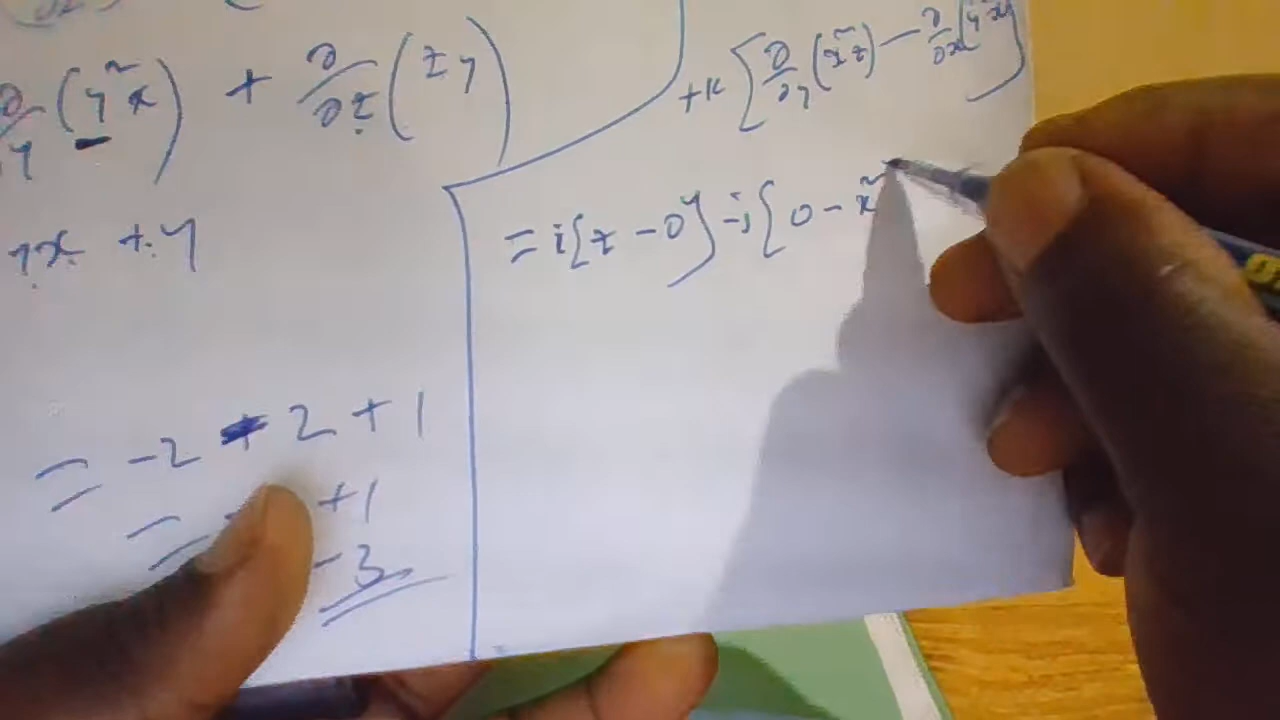 ∂/∂y (y²x) + ∂/∂z (zy)
yx + y
= -2 - 2 + 1
= +1
-3
+k [∂/∂y (x²z) - ∂/∂x (y²x)]
= i{z - 0} - j{0 - x²